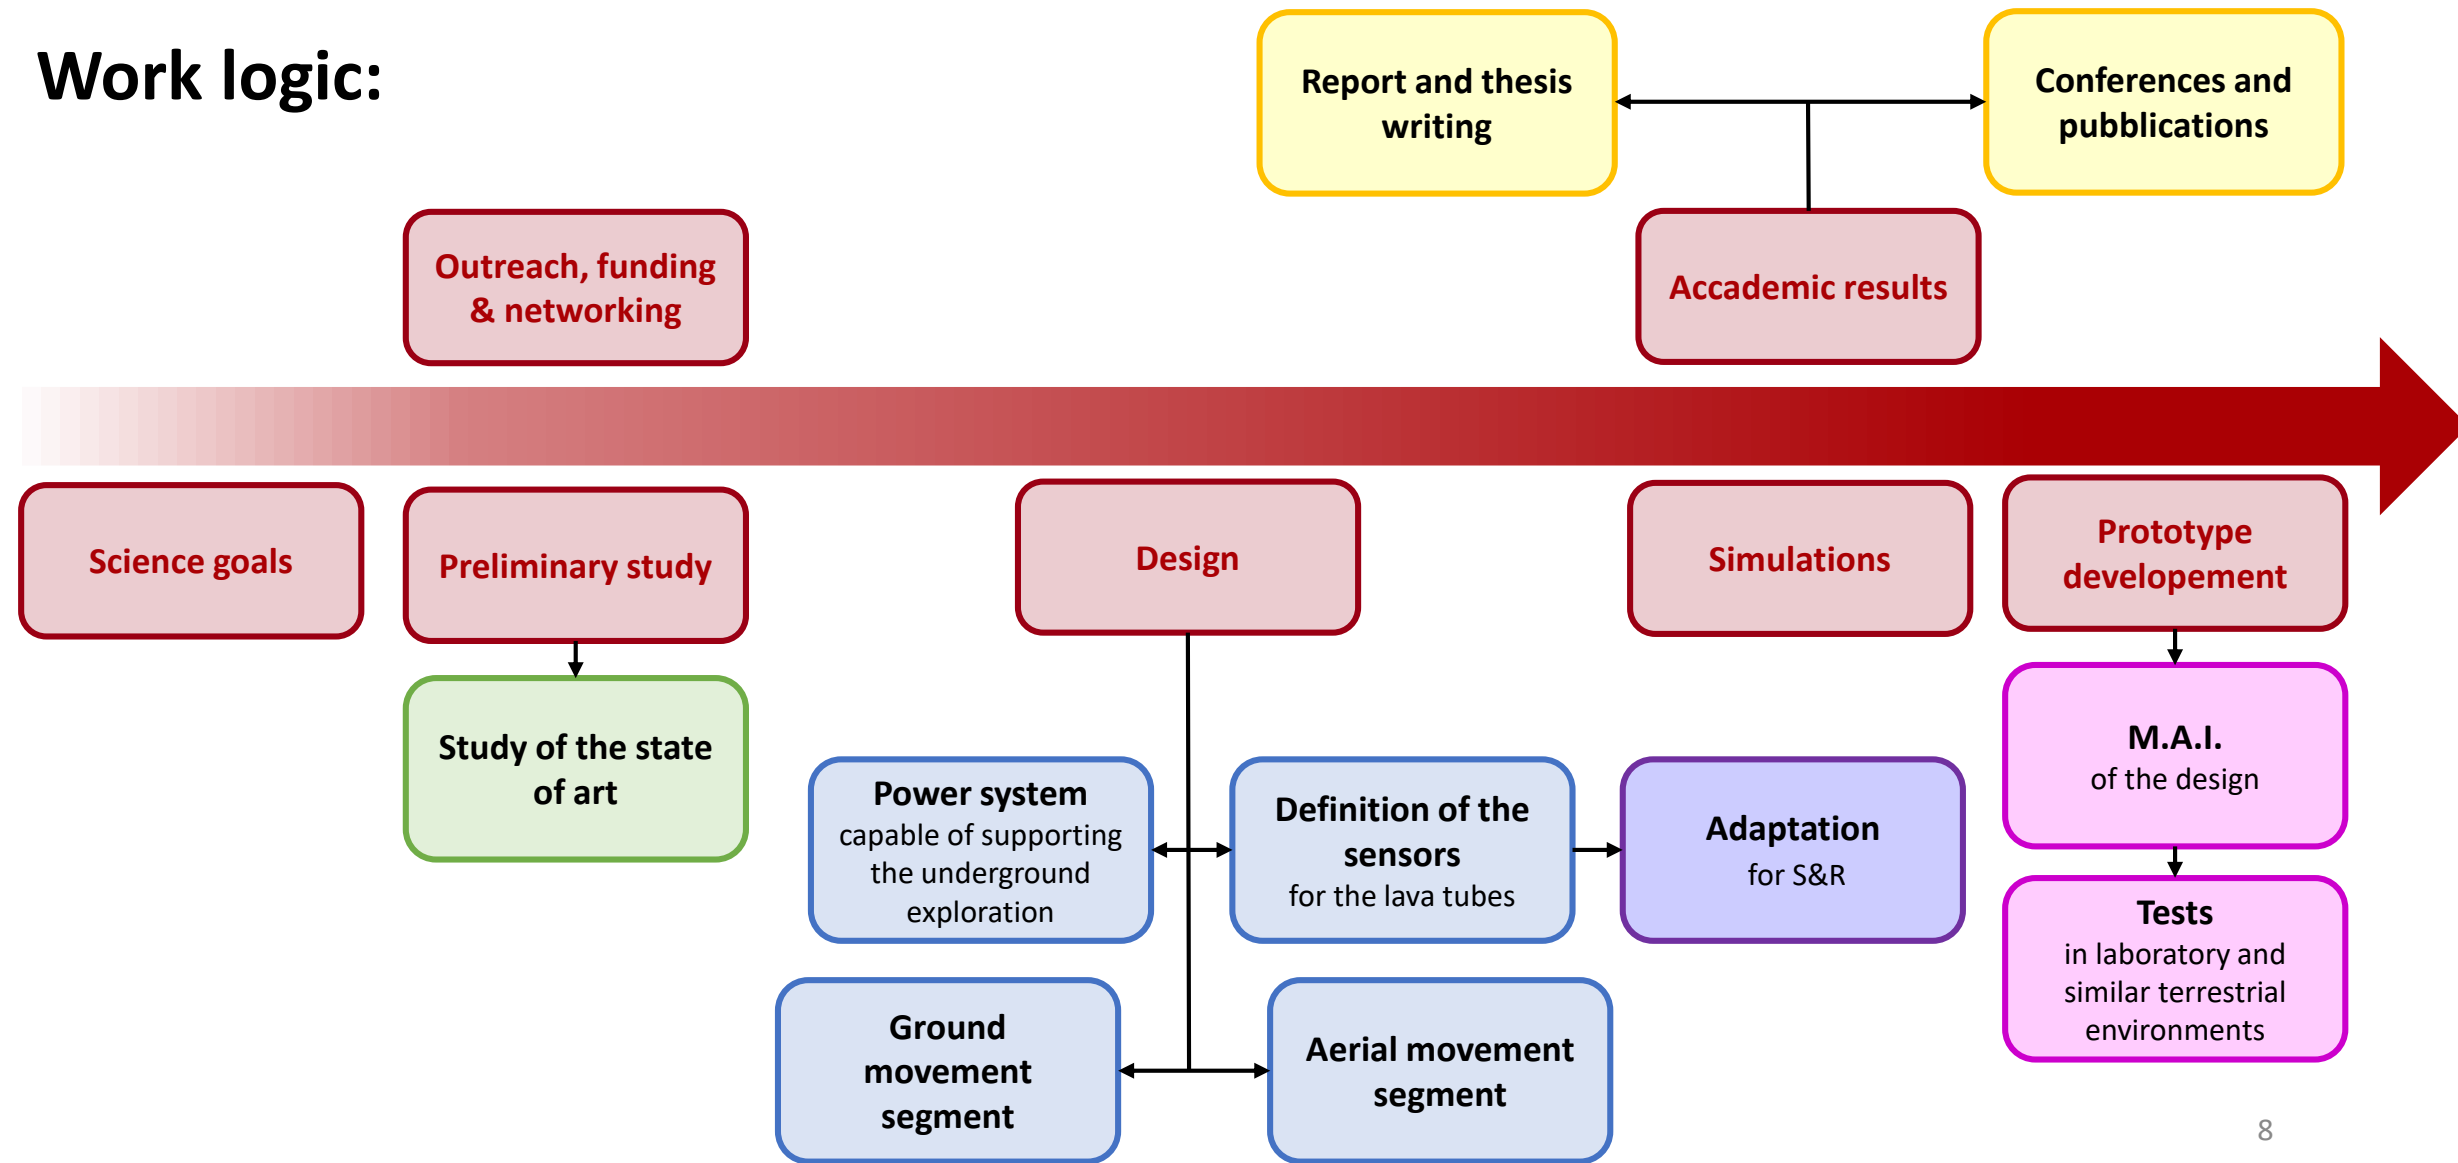 Work logic:
Report and thesis
writing
Conferences and
pubblications
Outreach, funding
& networking
Accademic results
Science goals
Preliminary study
Design
Simulations
Prototype
developement
Study of the state
of art
Power system
capable of supporting
the underground
exploration
Definition of the
sensors
for the lava tubes
Adaptation
for S&R
M.A.I.
of the design
Ground
movement
segment
Aerial movement
segment
Tests
in laboratory and
similar terrestrial
environments
8